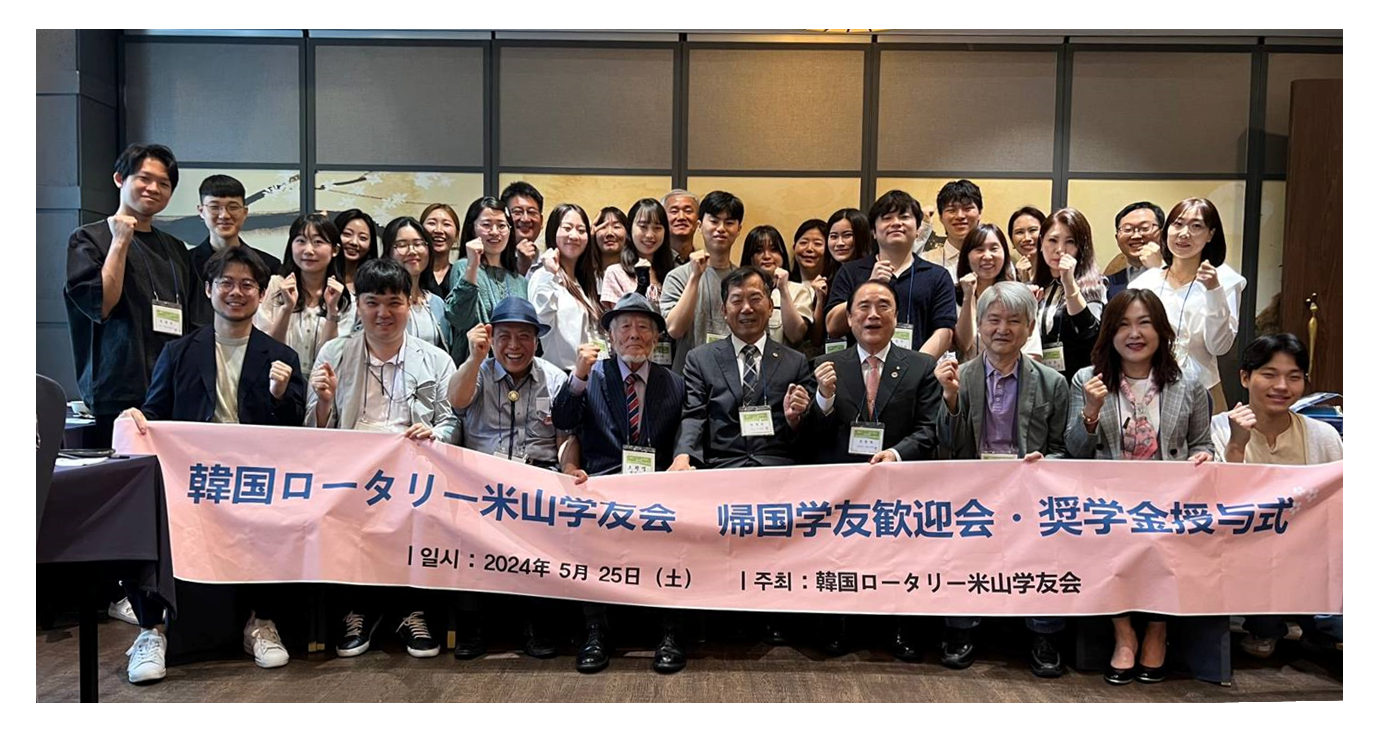 韓国ロータリー米山学友会 帰国学友歓迎会・奨学金授与式
| 일시 : 2024年 5月 25日 (土) | 주최 : 韓国ロータリー米山学友会